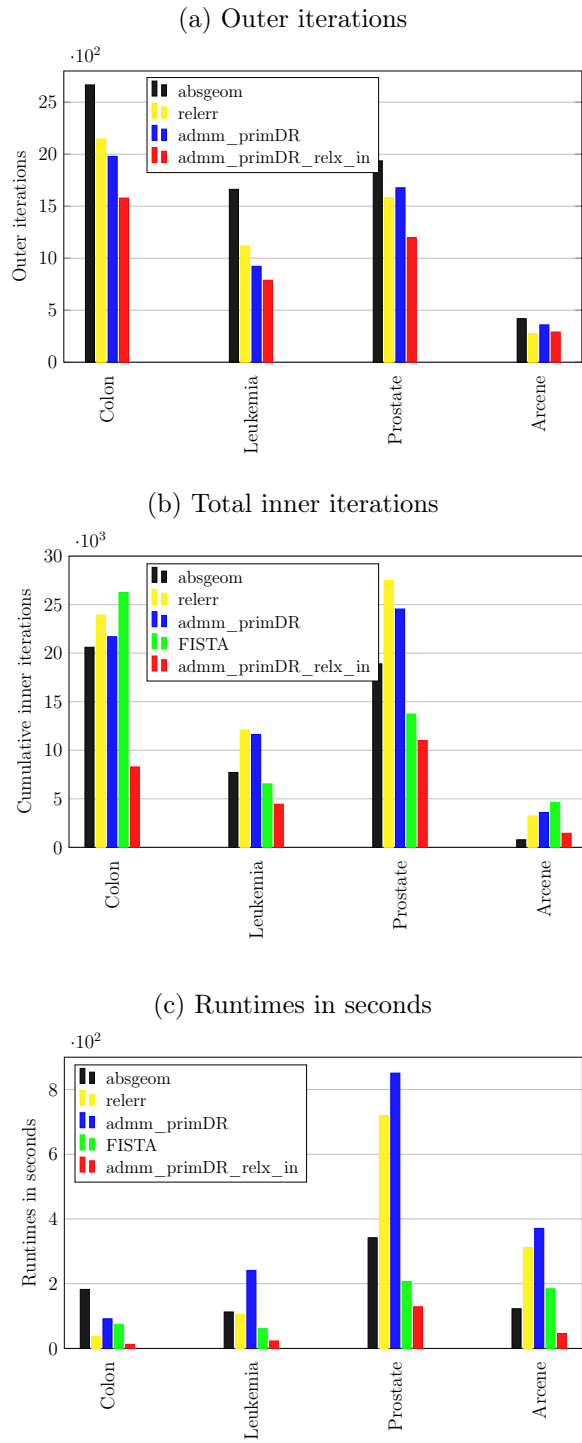 (a) Outer iterations
·10²
25
20
15
10
5
0
Outer iterations
absgeom
relerr
admm_primDR
admm_primDR_relx_in
Colon
Leukemia
Prostate
Arcene
(b) Total inner iterations
·10³
30
25
20
15
10
5
0
Cumulative inner iterations
absgeom
relerr
admm_primDR
FISTA
admm_primDR_relx_in
Colon
Leukemia
Prostate
Arcene
(c) Runtimes in seconds
·10²
8
6
4
2
0
Runtimes in seconds
absgeom
relerr
admm_primDR
FISTA
admm_primDR_relx_in
Colon
Leukemia
Prostate
Arcene